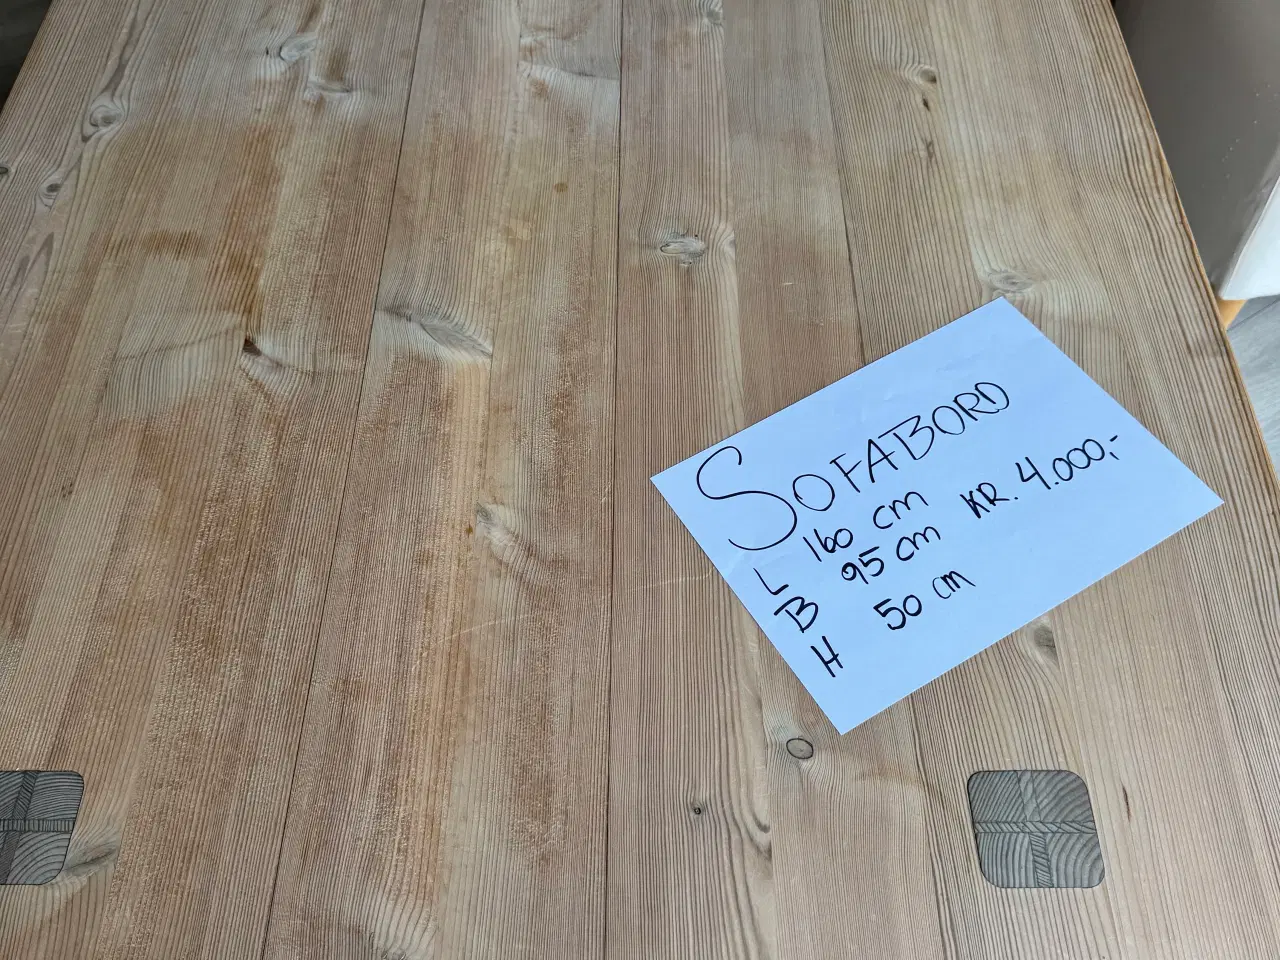 SOFABORD
L 160 cm
B 95 cm KR. 4.000,-
H 50 cm